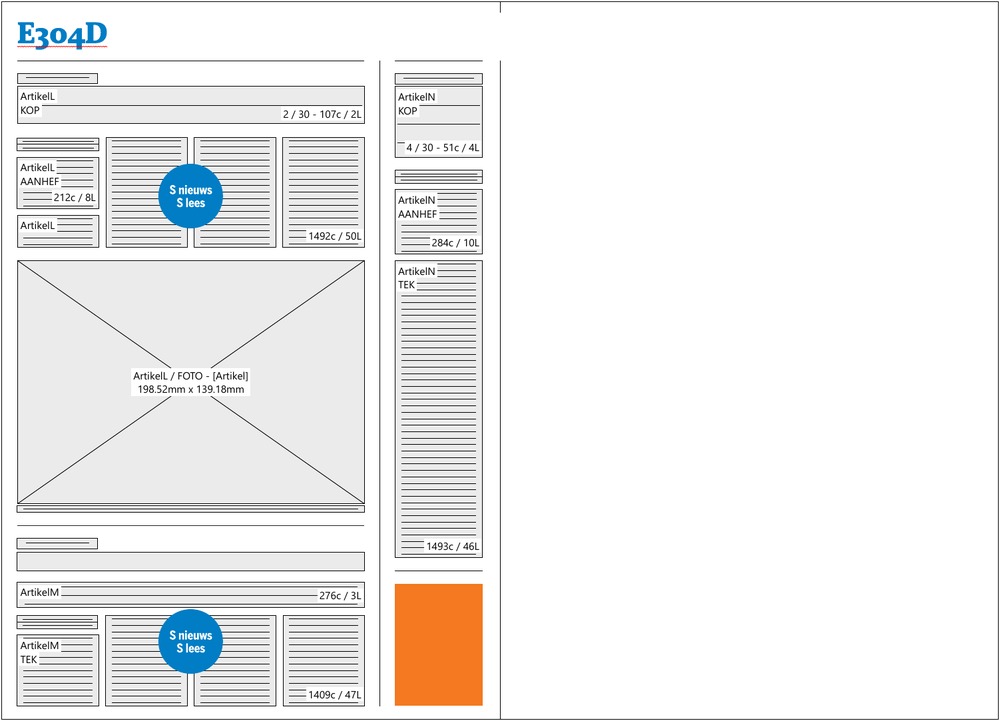 E304D
ArtikelL
KOP
2 / 30 - 107c / 2L
ArtikelL
AANHEF
212c / 8L
ArtikelL
S nieuws
S lees
1492c / 50L
ArtikelL / FOTO - [Artikel]
198.52mm x 139.18mm
ArtikelM
276c / 3L
ArtikelM
TEK
S nieuws
S lees
1409c / 47L
ArtikelN
KOP
4 / 30 - 51c / 4L
ArtikelN
AANHEF
284c / 10L
ArtikelN
TEK
1493c / 46L